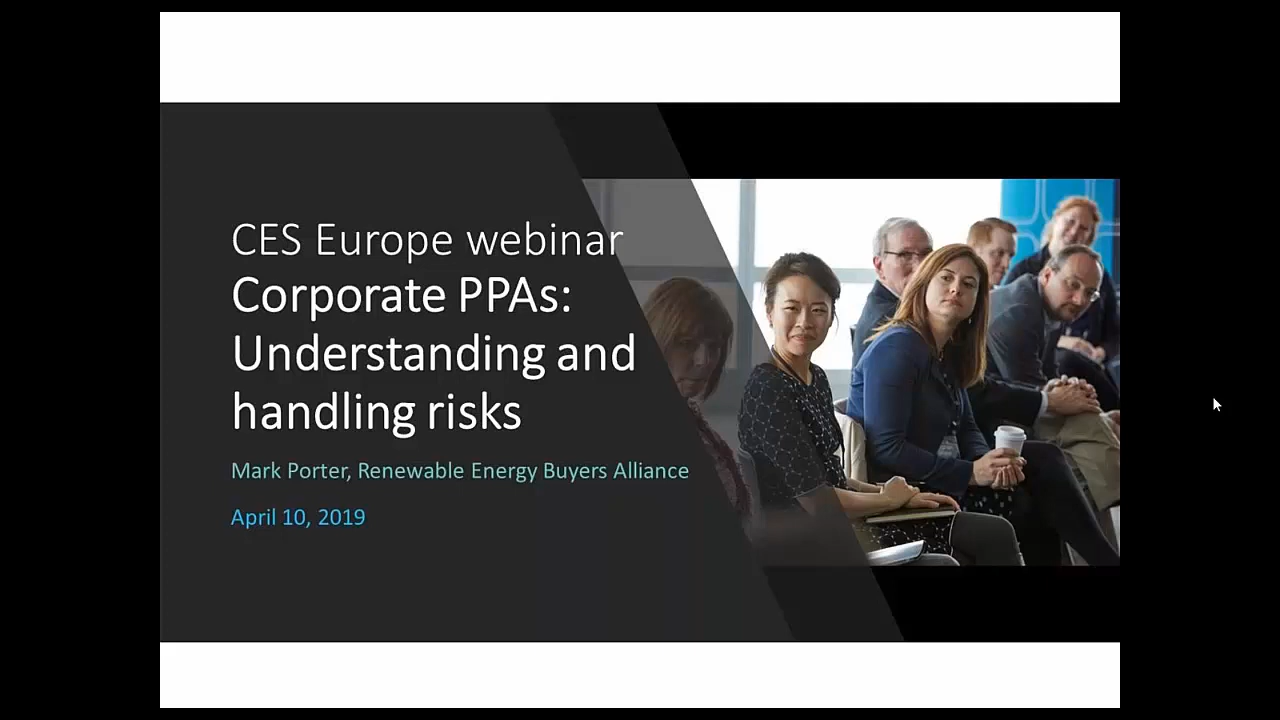 CES Europe webinar
Corporate PPAs:
Understanding and
handling risks
Mark Porter, Renewable Energy Buyers Alliance
April 10, 2019